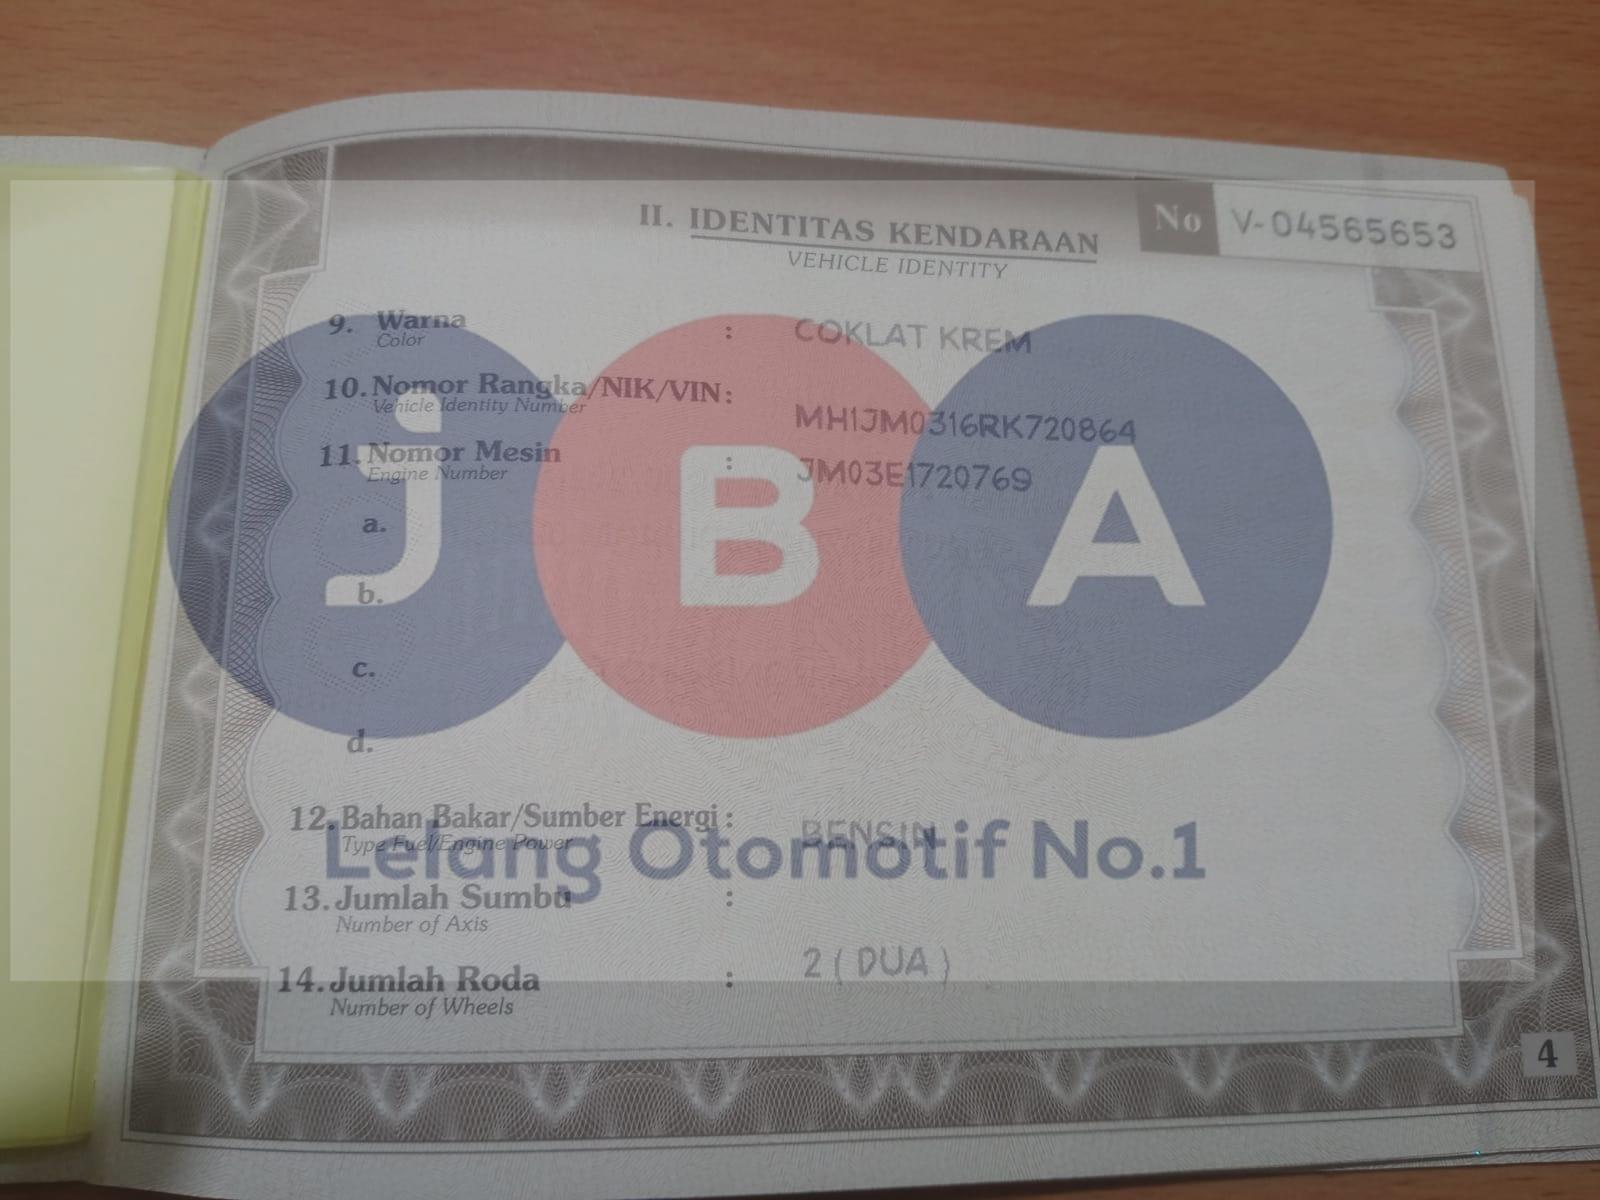 II. IDENTITAS KENDARAAN
VEHICLE IDENTITY
No V-04565653
9. Warna : COKLAT KREM
Color
10. Nomor Rangka/NIK/VIN : MH1JM0316RK720864
Vehicle Identity Number
11. Nomor Mesin : JM03E1720769
Engine Number
a.
b.
c.
d.
j B A
12. Bahan Bakar/Sumber Energi : BENSIN
Type Fuel/Engine Power
Lelang Otomotif No.1
13. Jumlah Sumbu :
Number of Axis
14. Jumlah Roda : 2 ( DUA )
Number of Wheels
4